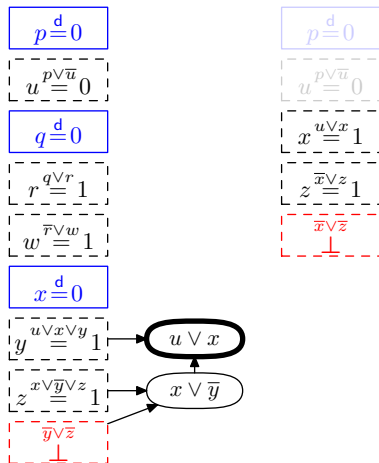 p =ᵈ 0
u =^{p∨u̅} 0
q =ᵈ 0
r =^{q∨r} 1
w =^{r̅∨w} 1
x =ᵈ 0
y =^{u∨x∨y} 1
z =^{x∨y̅∨z} 1
y̅∨z̅
⊥
u ∨ x
x ∨ y̅
p =ᵈ 0
u =^{p∨u̅} 0
x =^{u∨x} 1
z =^{x̅∨z} 1
x̅∨z̅
⊥